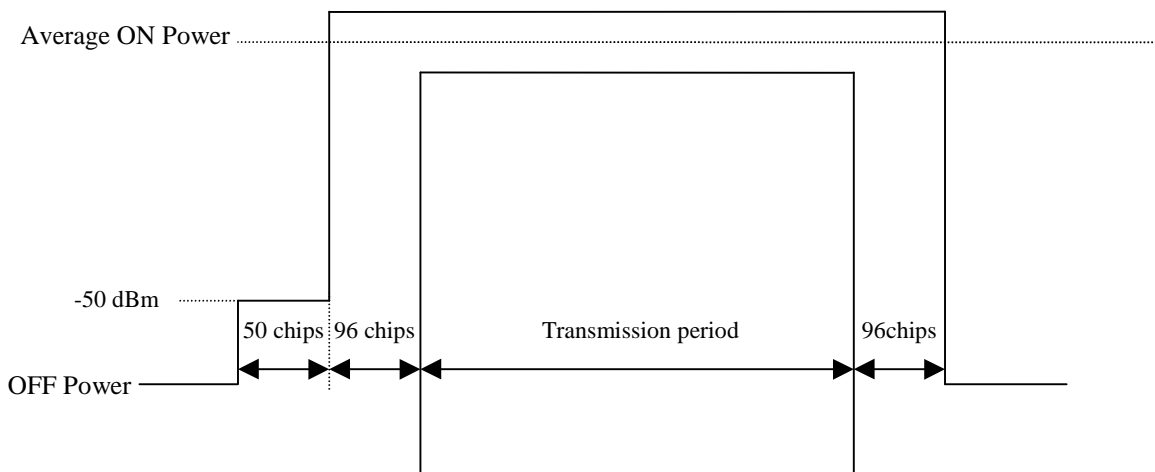 Average ON Power
-50 dBm
50 chips
96 chips
Transmission period
96chips
OFF Power